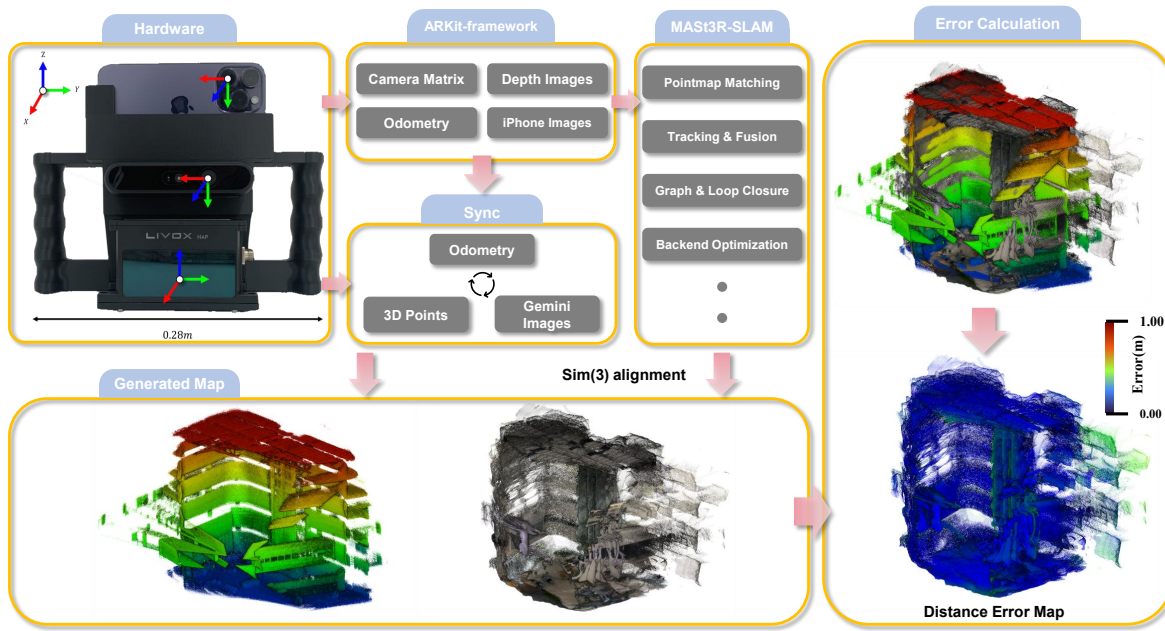 Hardware
ARKit-framework
MASt3R-SLAM
Error Calculation
Z
Y
X
LIVOX HAP
0.28m
Camera Matrix
Depth Images
Odometry
iPhone Images
Sync
Odometry
3D Points
Gemini
Images
Pointmap Matching
Tracking & Fusion
Graph & Loop Closure
Backend Optimization
Generated Map
Sim(3) alignment
1.00
Error(m)
0.00
Distance Error Map